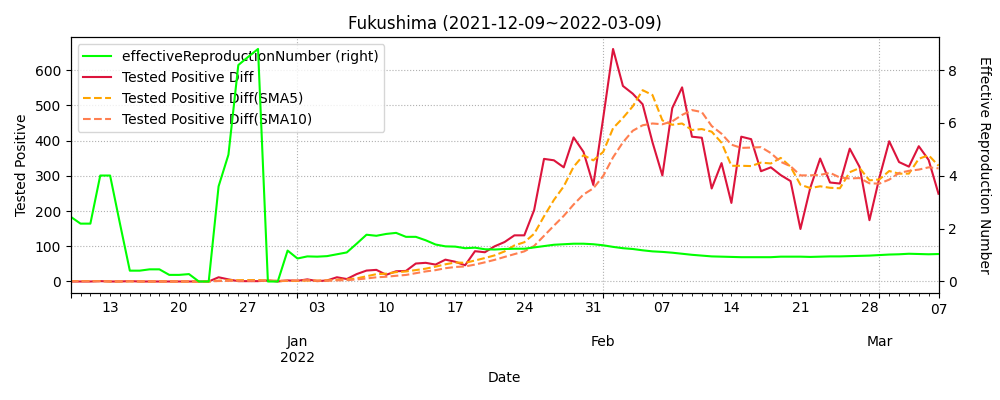 Fukushima (2021-12-09~2022-03-09)
effectiveReproductionNumber (right)
Tested Positive Diff
Tested Positive Diff(SMA5)
Tested Positive Diff(SMA10)
Tested Positive
600
500
400
300
200
100
0
8
6
4
2
0
Effective Reproduction Number
13 20 27 03 10 17 24 31 07 14 21 28 07
Jan Feb Mar
2022
Date